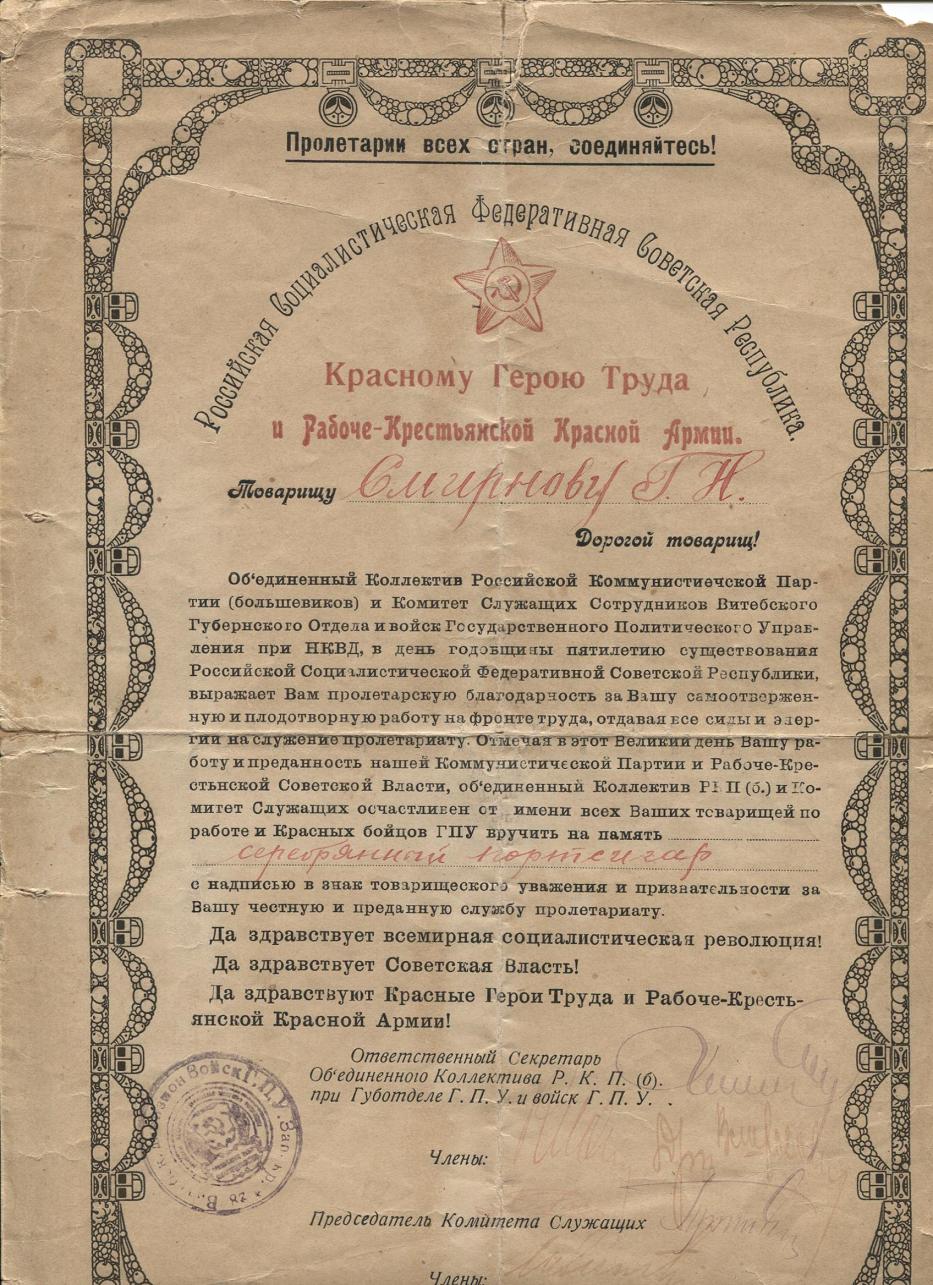 Пролетарии всех стран, соединяйтесь!
Российская Социалистическая Федеративная Советская Республика.
Красному Герою Труда
и Рабоче-Крестьянской Красной Армии.
Товарищу Смирнову Г. Н.
Дорогой товарищ!
Об'единенный Коллектив Российской Коммунистиечской Пар-
тии (большевиков) и Комитет Служащих Сотрудников Витебского
Губернского Отдела и войск Государственного Политического Управ-
ления при НКВД, в день годовщины пятилетию существования
Российской Социалистической Федеративной Советской Республики,
выражает Вам пролетарскую благодарность за Вашу самоотвержен-
ную и плодотворную работу на фронте труда, отдавая все силы и энер-
гии на служение пролетариату. Отмечая в этот Великий день Вашу ра-
боту и преданность нашей Коммунистической Партии и Рабоче-Кре-
стьнской Советской Власти, об'единенный Коллектив РКП (б.) и Ко-
митет Служащих осчастливен от имени всех Ваших товарищей по
работе и Красных бойцов ГПУ вручить на память
серебрянный портсигар
с надписью в знак товарищеского уважения и призвательности за
Вашу честную и преданную службу пролетариату.
Да здравствует всемирная социалистическая революция!
Да здравствует Советская Власть!
Да здравствуют Красные Герои Труда и Рабоче-Кресть-
янской Красной Армии!
Ответственный Секретарь
Об'единенного Коллектива Р. К. П. (б).
при Губотделе Г. П. У. и войск Г. П. У.
Войск Г.П.У. Зап.
Члены:
Председатель Комитета Служащих
Члены: